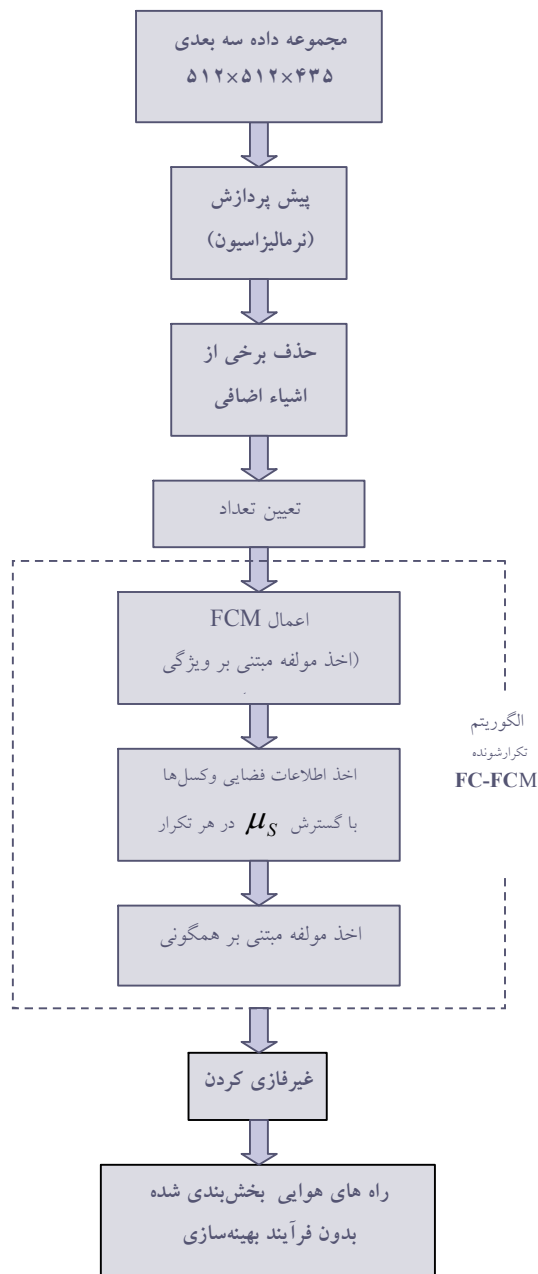 مجموعه داده سه بعدی
۵۱۲×۵۱۲×۴۳۵
پیش پردازش
(نرمالیزاسیون)
حذف برخی از
اشیاء اضافی
تعیین تعداد
اعمال FCM
(اخذ مولفه مبتنی بر ویژگی
اخذ اطلاعات فضایی وکسل‌ها
با گسترش μS در هر تکرار
اخذ مولفه مبتنی بر همگونی
الگوریتم
تکرارشونده
FC-FCM
غیرفازی کردن
راه های هوایی بخش‌بندی شده
بدون فرآیند بهینه‌سازی